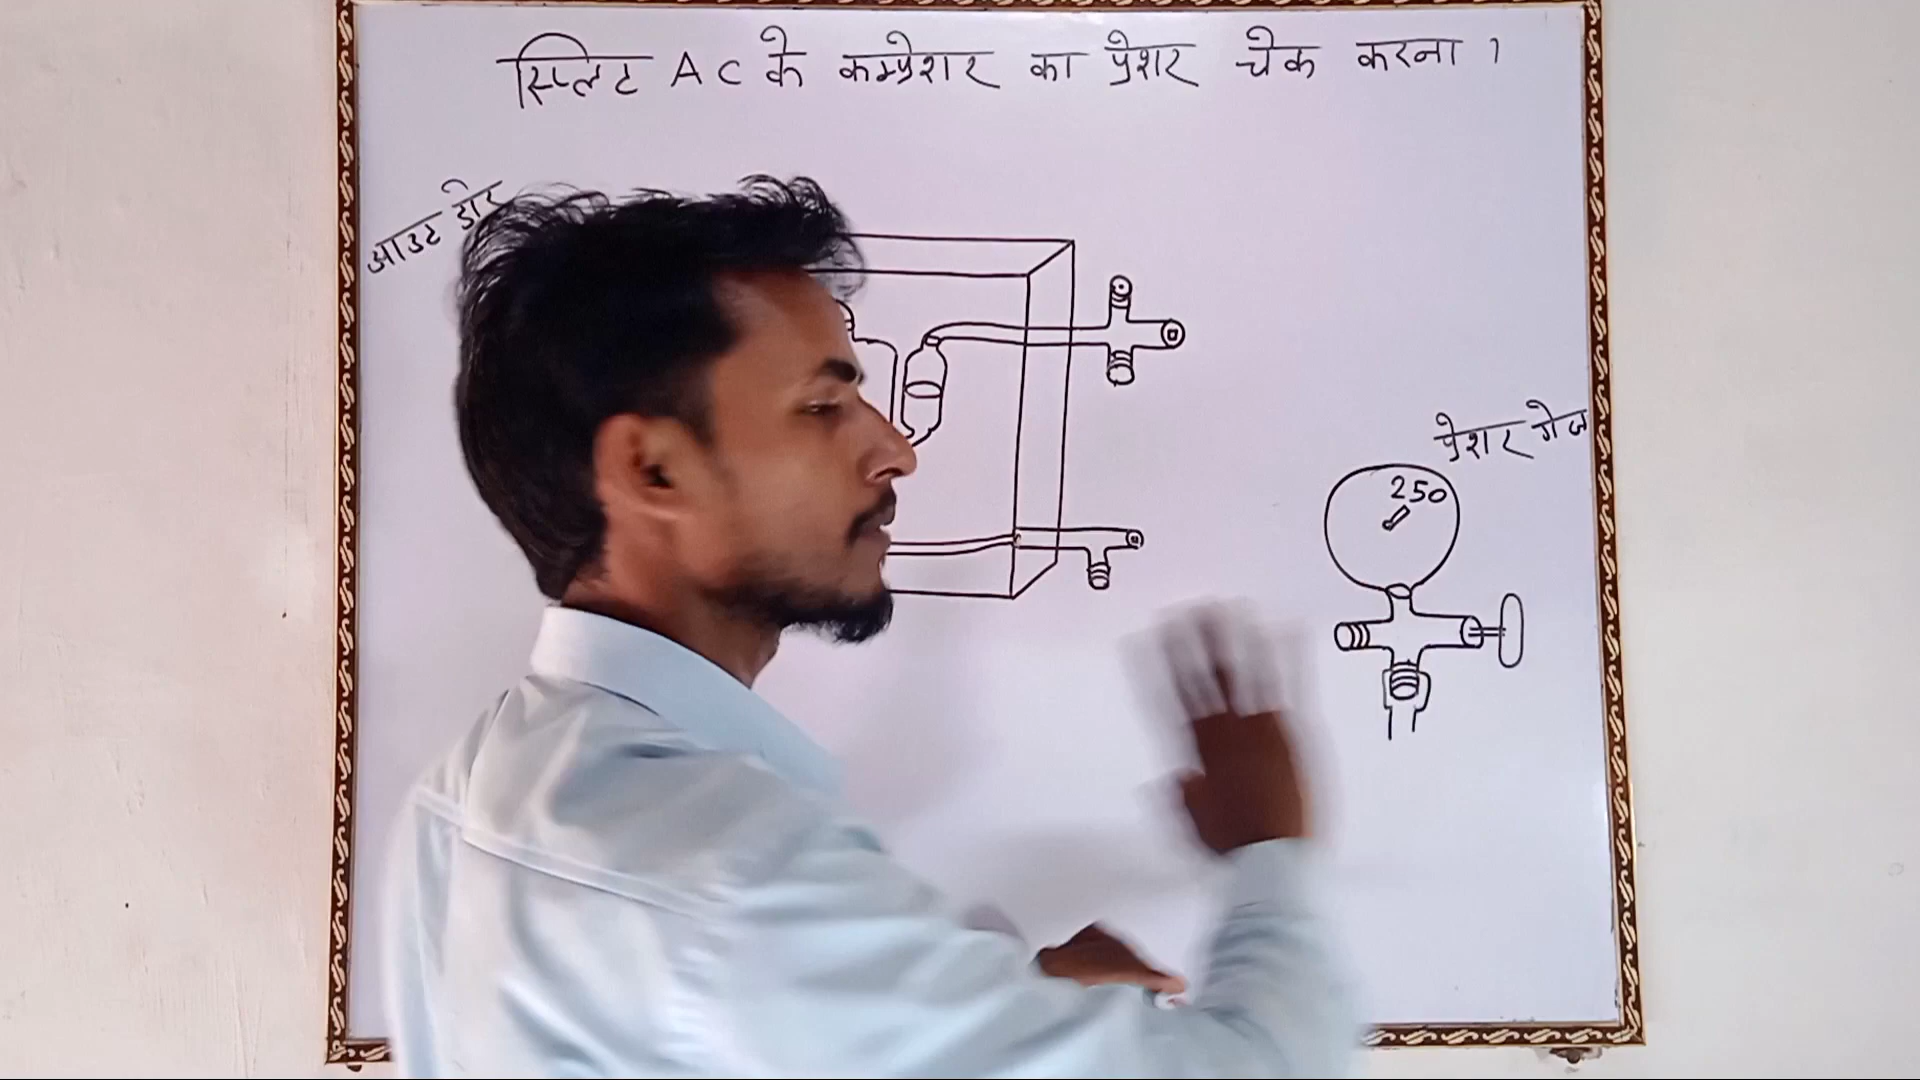 स्प्लिट AC के कम्प्रेशर का प्रेशर चेक करना ।
आउट डोर
प्रेशर गेज
250